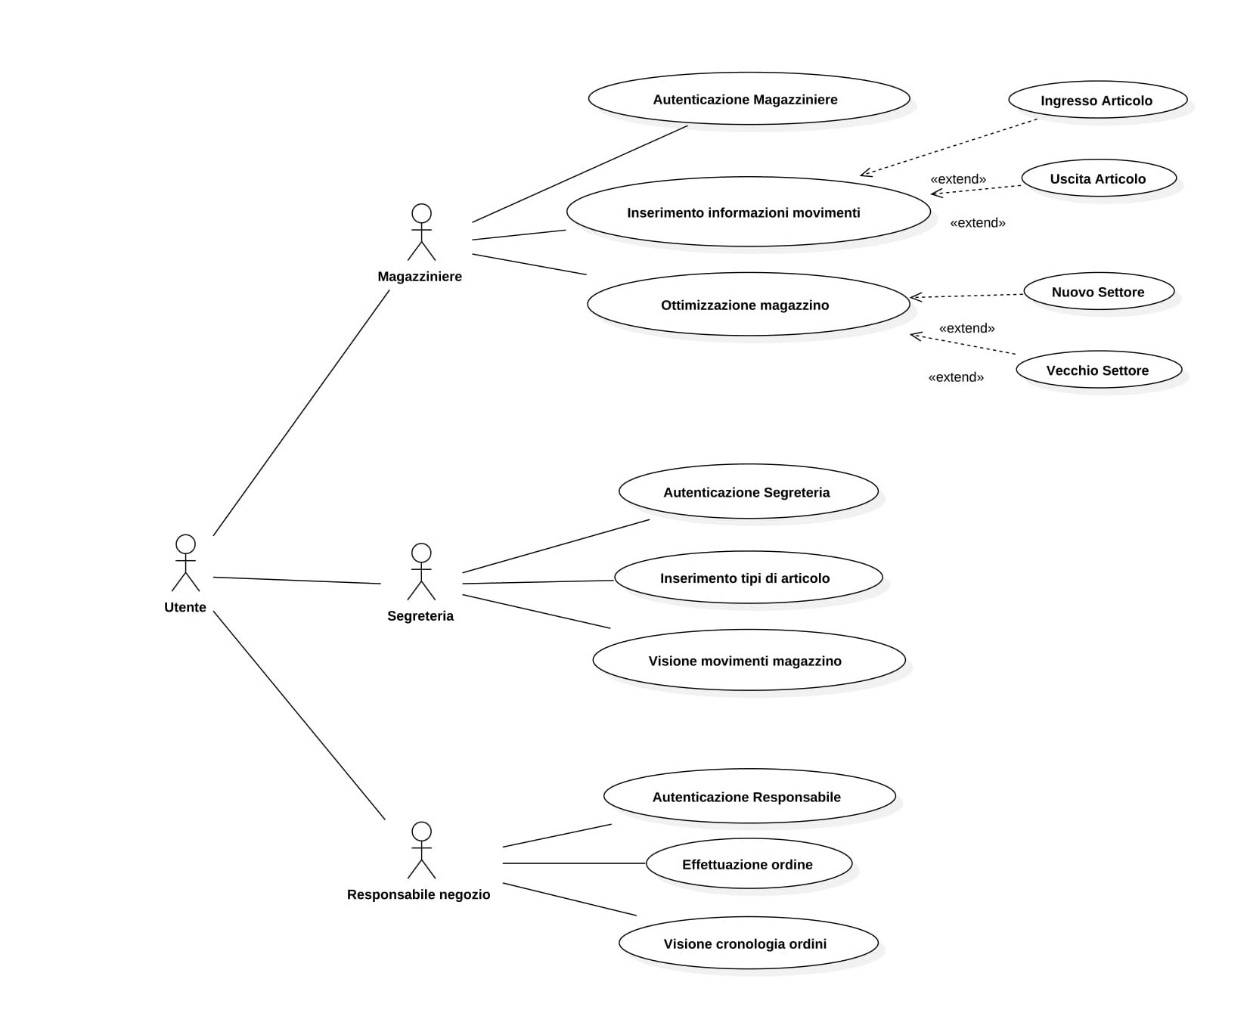 Autenticazione Magazziniere
Ingresso Articolo
«extend»
Uscita Articolo
Inserimento informazioni movimenti
«extend»
Magazziniere
Nuovo Settore
Ottimizzazione magazzino
«extend»
Vecchio Settore
«extend»
Autenticazione Segreteria
Inserimento tipi di articolo
Utente
Segreteria
Visione movimenti magazzino
Autenticazione Responsabile
Effettuazione ordine
Responsabile negozio
Visione cronologia ordini